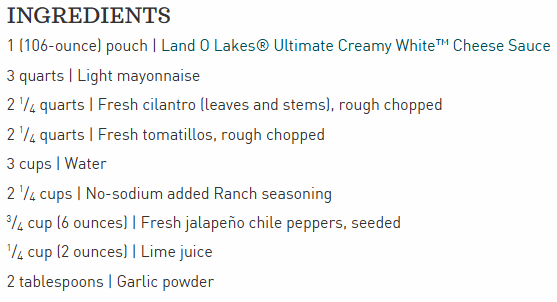 INGREDIENTS
1 (106-ounce) pouch | Land O Lakes® Ultimate Creamy White™ Cheese Sauce
3 quarts | Light mayonnaise
2 1/4 quarts | Fresh cilantro (leaves and stems), rough chopped
2 1/4 quarts | Fresh tomatillos, rough chopped
3 cups | Water
2 1/4 cups | No-sodium added Ranch seasoning
3/4 cup (6 ounces) | Fresh jalapeño chile peppers, seeded
1/4 cup (2 ounces) | Lime juice
2 tablespoons | Garlic powder